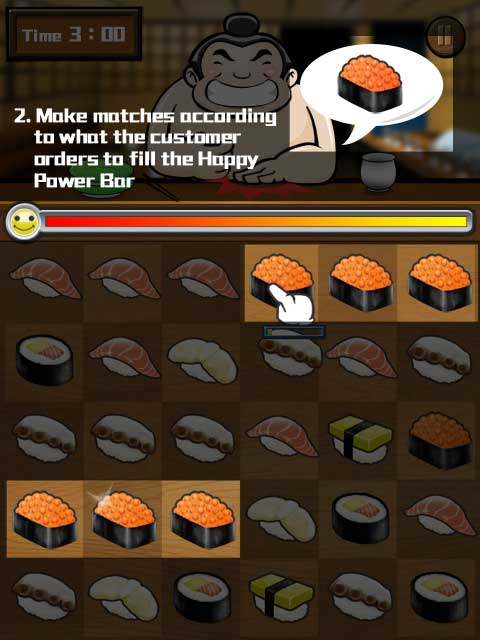 Time 3:00
2. Make matches according
to what the customer
orders to fill the Happy
Power Bar